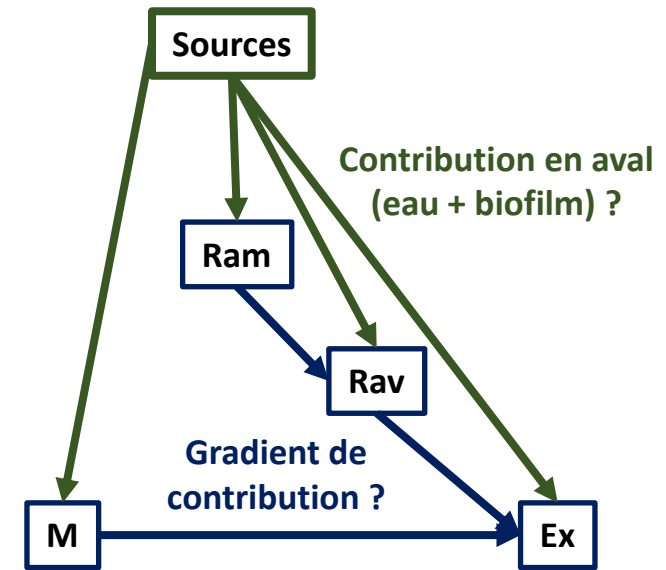 Sources
Contribution en aval
(eau + biofilm) ?
Ram
Rav
Gradient de
contribution ?
M
Ex